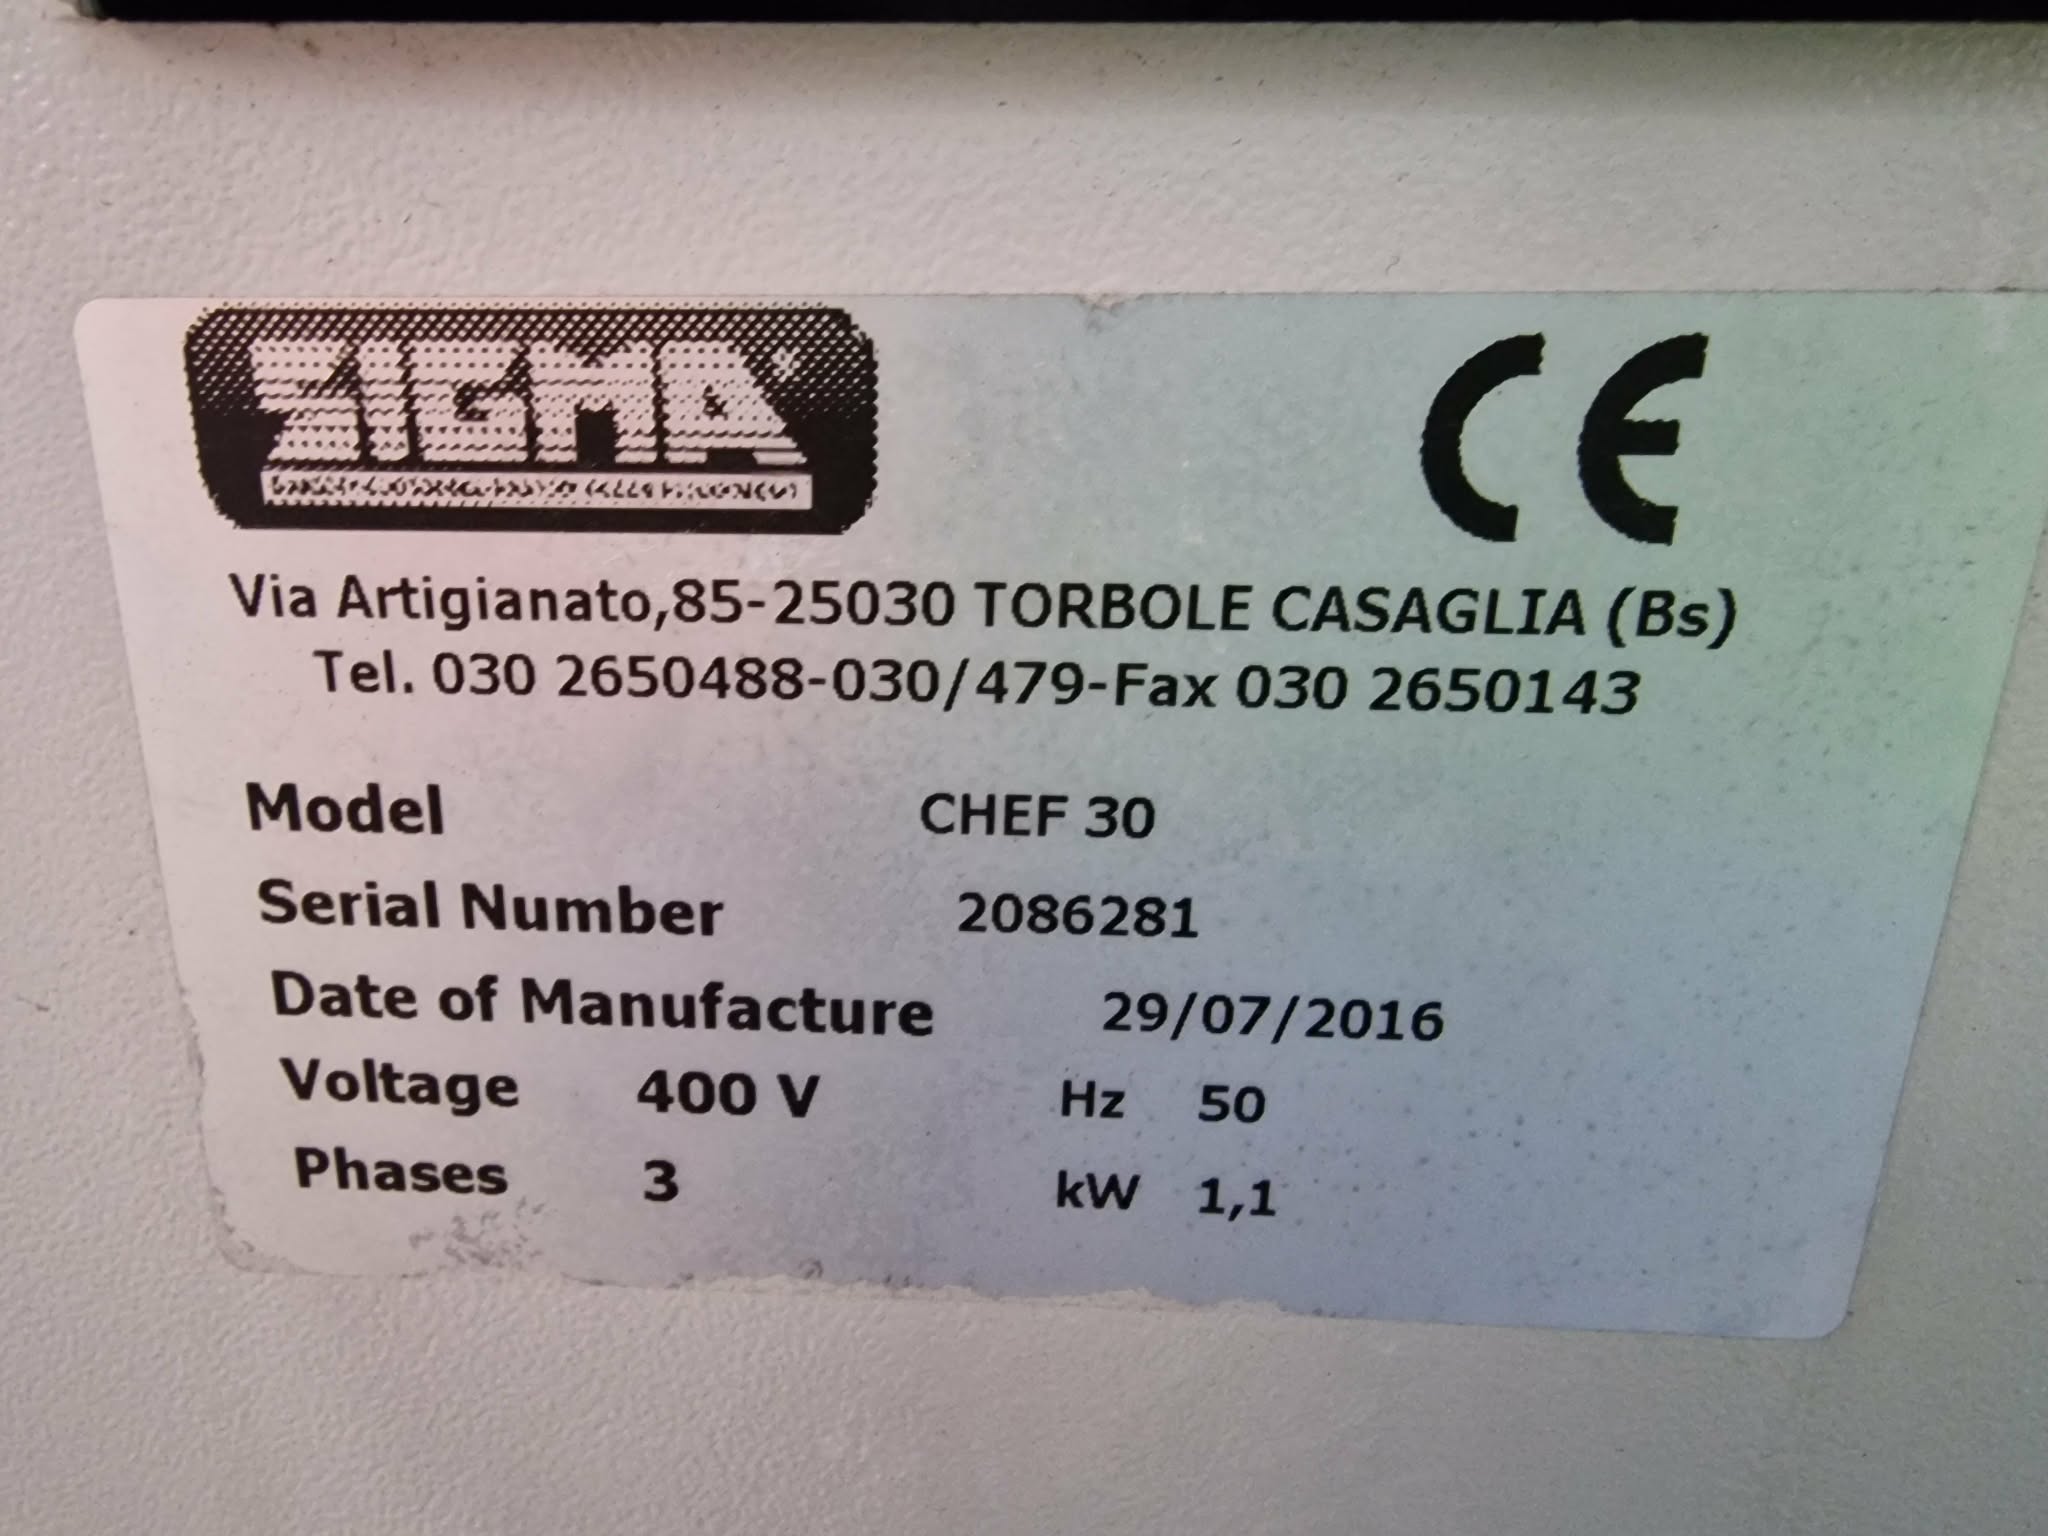 SIGMA
CE
Via Artigianato,85-25030 TORBOLE CASAGLIA (Bs)
Tel. 030 2650488-030/479-Fax 030 2650143
Model CHEF 30
Serial Number 2086281
Date of Manufacture 29/07/2016
Voltage 400 V Hz 50
Phases 3 kW 1,1